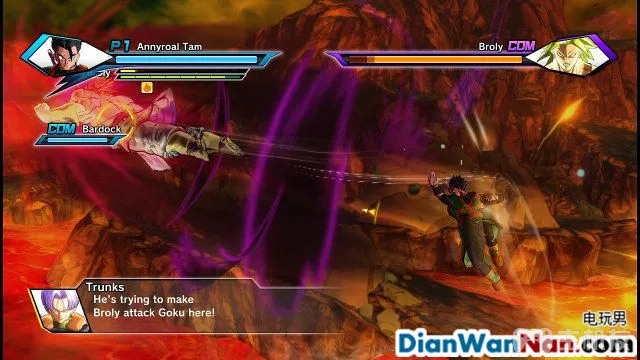 P1 Annyroal Tam
Broly COM
COM Bardock
Trunks
He's trying to make
Broly attack Goku here!
电玩男
DianWanNan.com